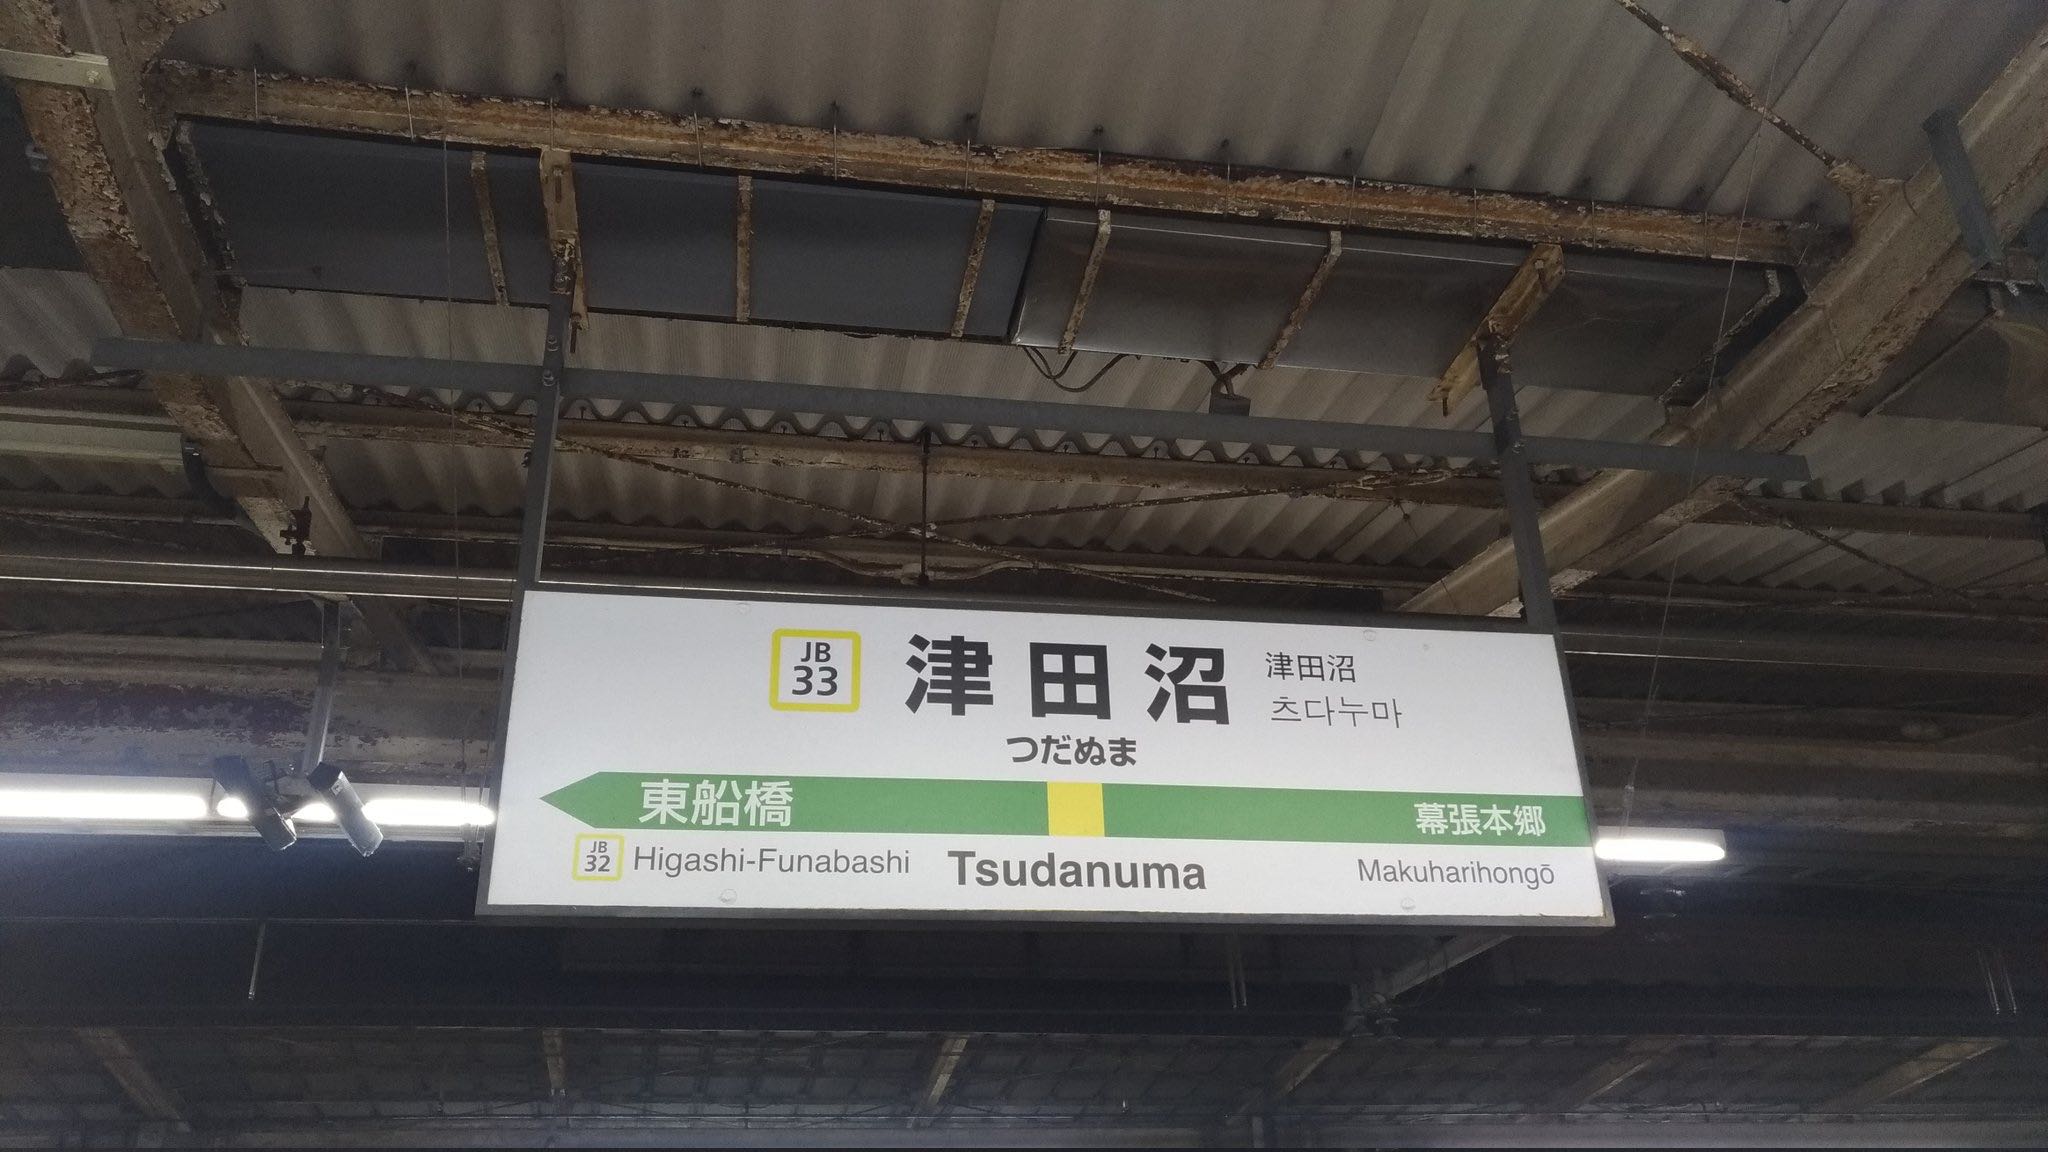 JB
33
津田沼
津田沼
츠다누마
つだぬま
東船橋
幕張本郷
JB
32
Higashi-Funabashi
Tsudanuma
Makuharihongō